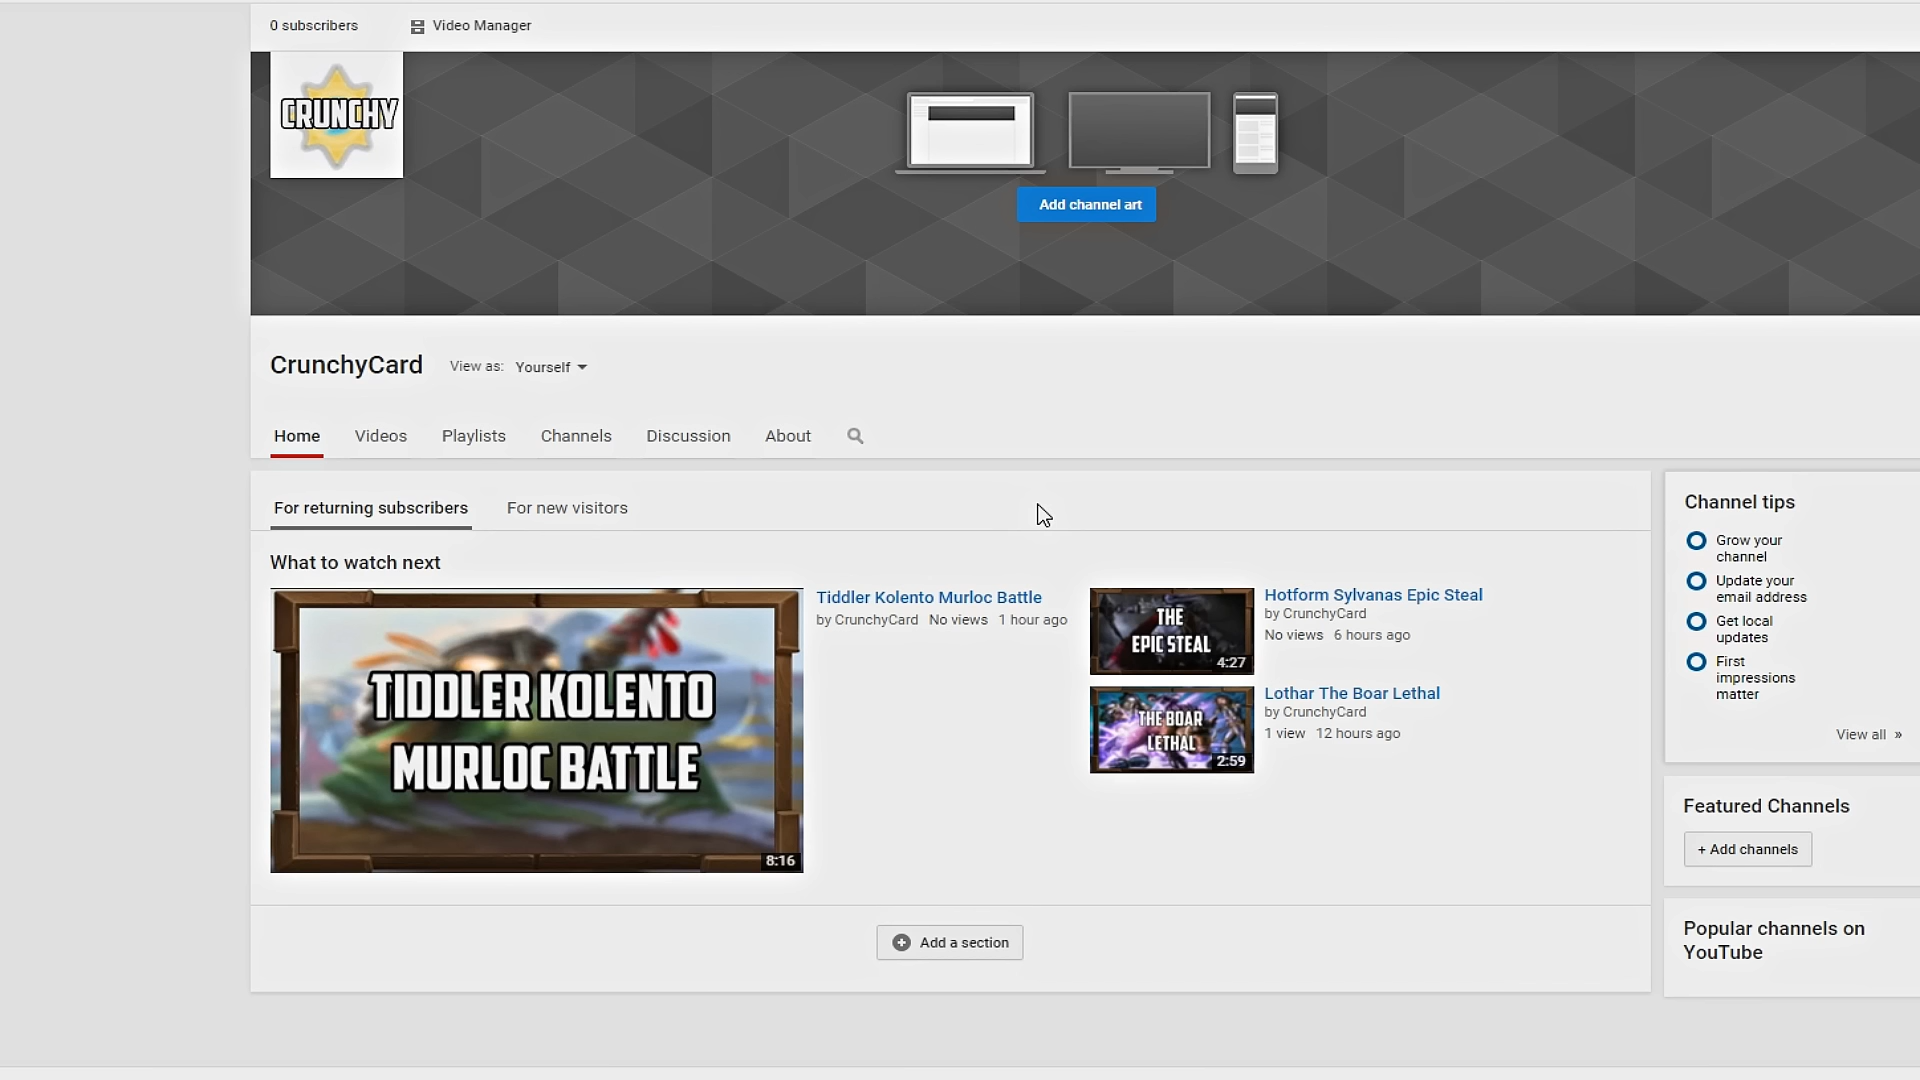 0 subscribers
Video Manager
CRUNCHY
Add channel art
CrunchyCard
View as: Yourself
Home
Videos
Playlists
Channels
Discussion
About
For returning subscribers
For new visitors
What to watch next
TIDDLER KOLENTO
MURLOC BATTLE
8:16
Tiddler Kolento Murloc Battle
by CrunchyCard No views 1 hour ago
THE
EPIC STEAL
4:27
Hotform Sylvanas Epic Steal
by CrunchyCard
No views 6 hours ago
THE BOAR
LETHAL
2:59
Lothar The Boar Lethal
by CrunchyCard
1 view 12 hours ago
+ Add a section
Channel tips
Grow your
channel
Update your
email address
Get local
updates
First
impressions
matter
View all »
Featured Channels
+ Add channels
Popular channels on
YouTube